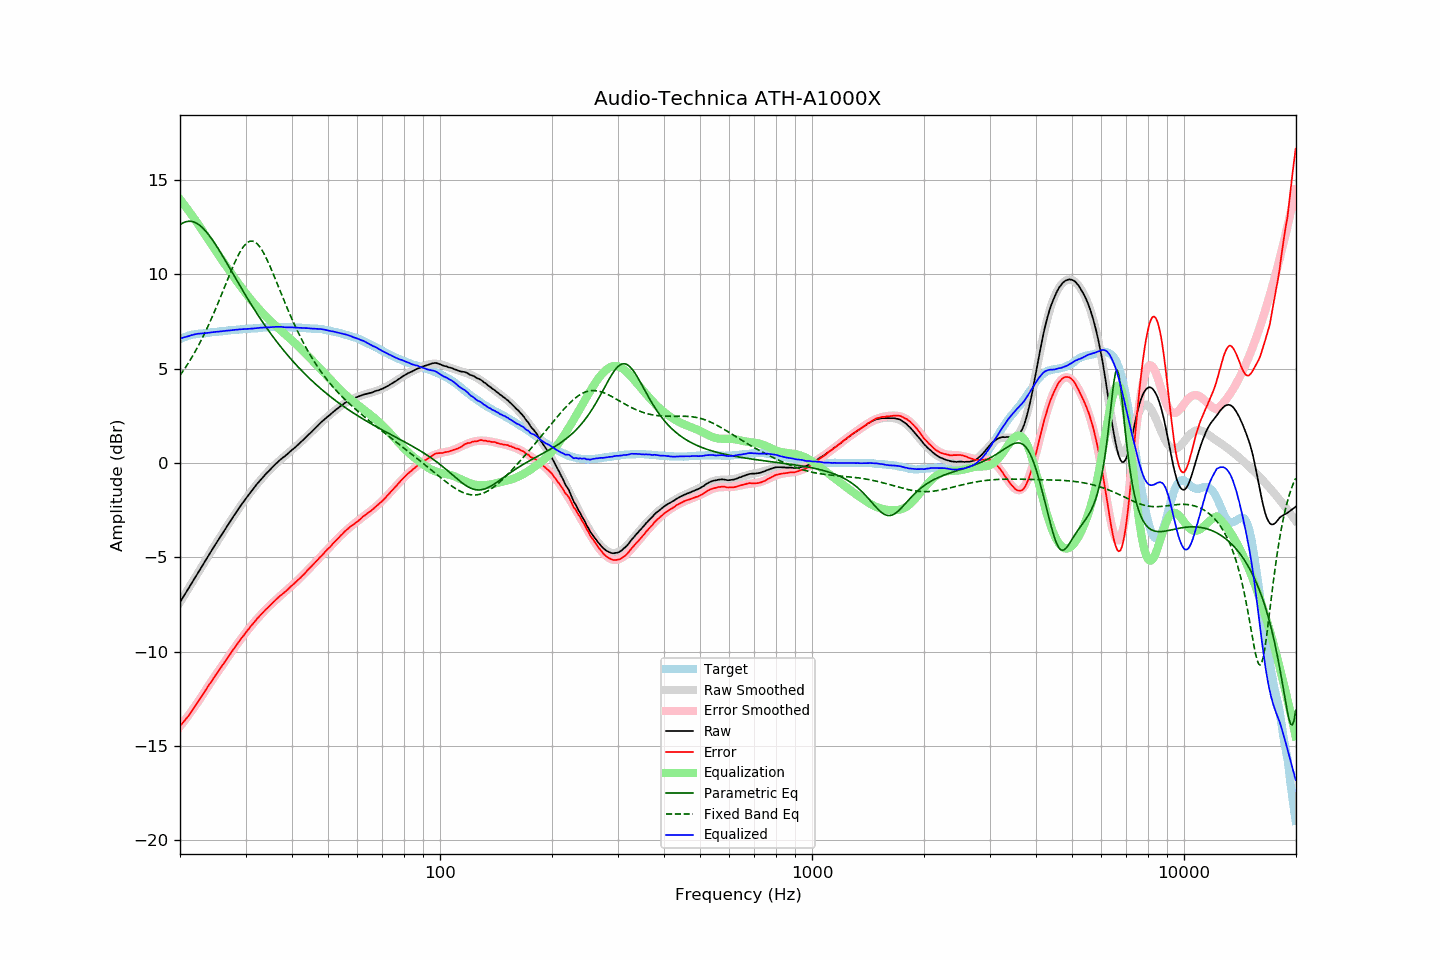 Audio-Technica ATH-A1000X
Amplitude (dBr)
15
10
5
0
−5
−10
−15
−20
100
1000
10000
Frequency (Hz)
Target
Raw Smoothed
Error Smoothed
Raw
Error
Equalization
Parametric Eq
Fixed Band Eq
Equalized